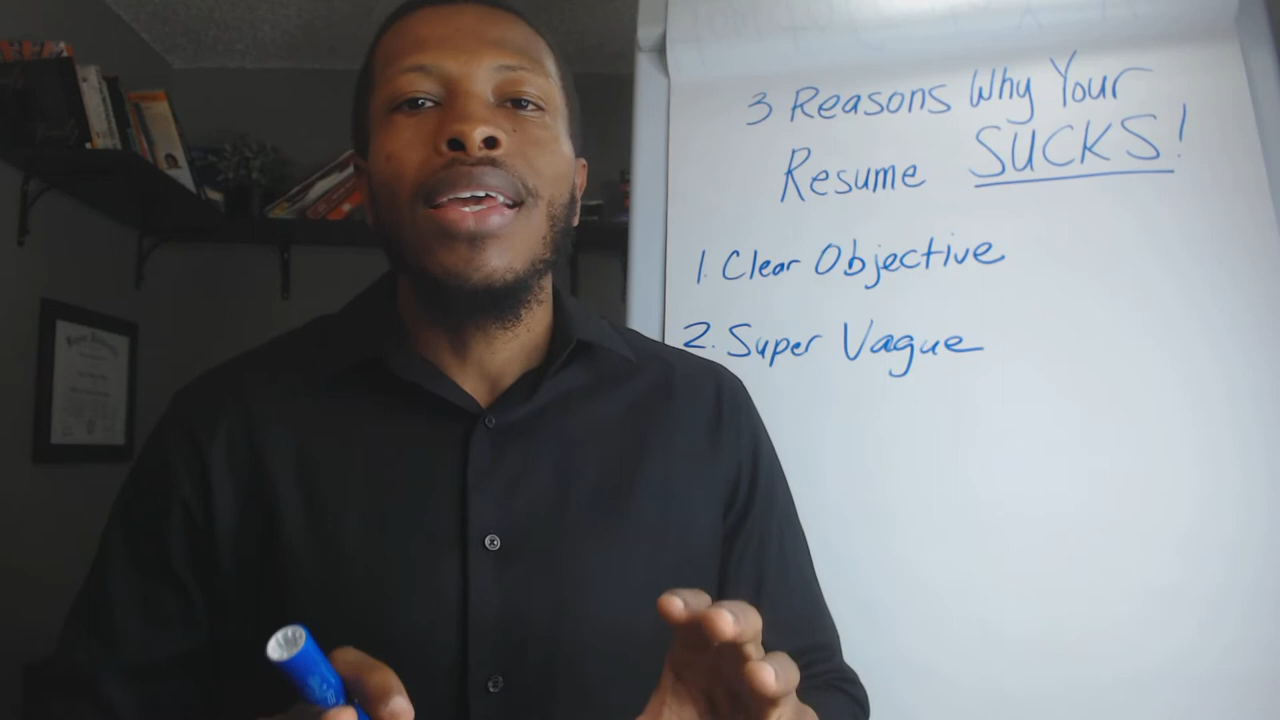 3 Reasons Why Your
Resume SUCKS!
1. Clear Objective
2. Super Vague